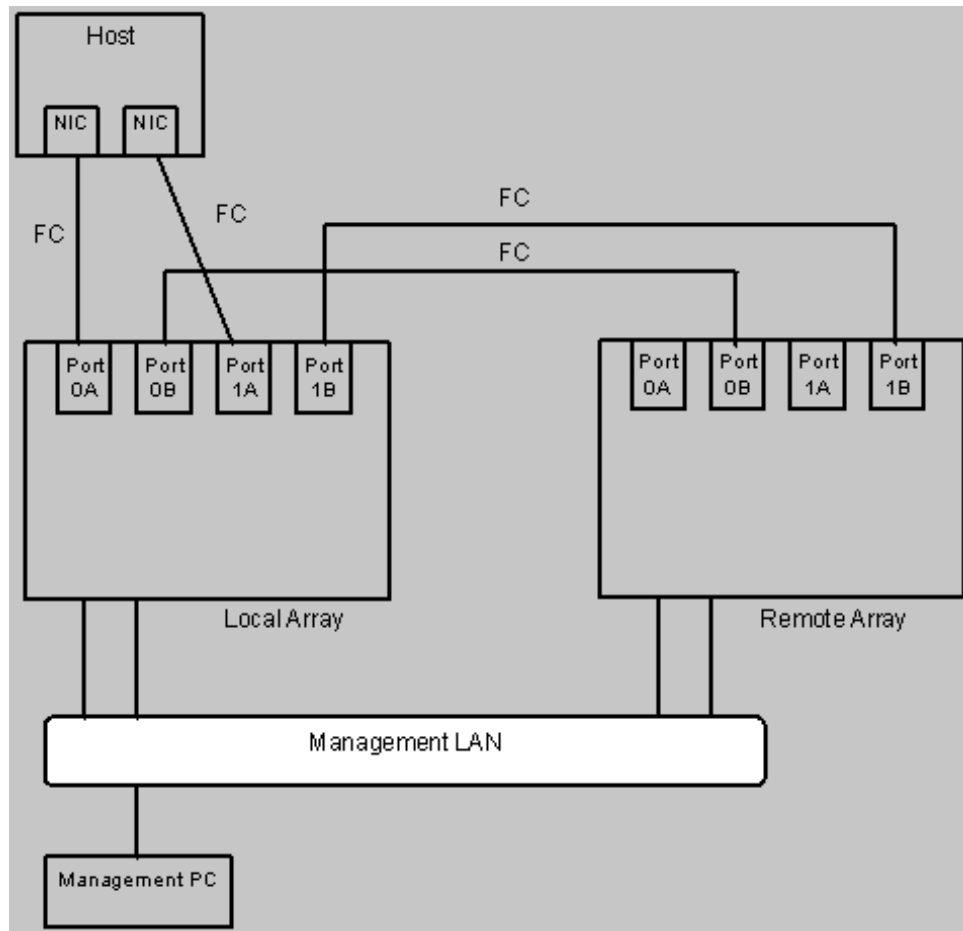 Host
NIC
NIC
FC
FC
FC
FC
Port
0A
Port
0B
Port
1A
Port
1B
Port
0A
Port
0B
Port
1A
Port
1B
Local Array
Remote Array
Management LAN
Management PC